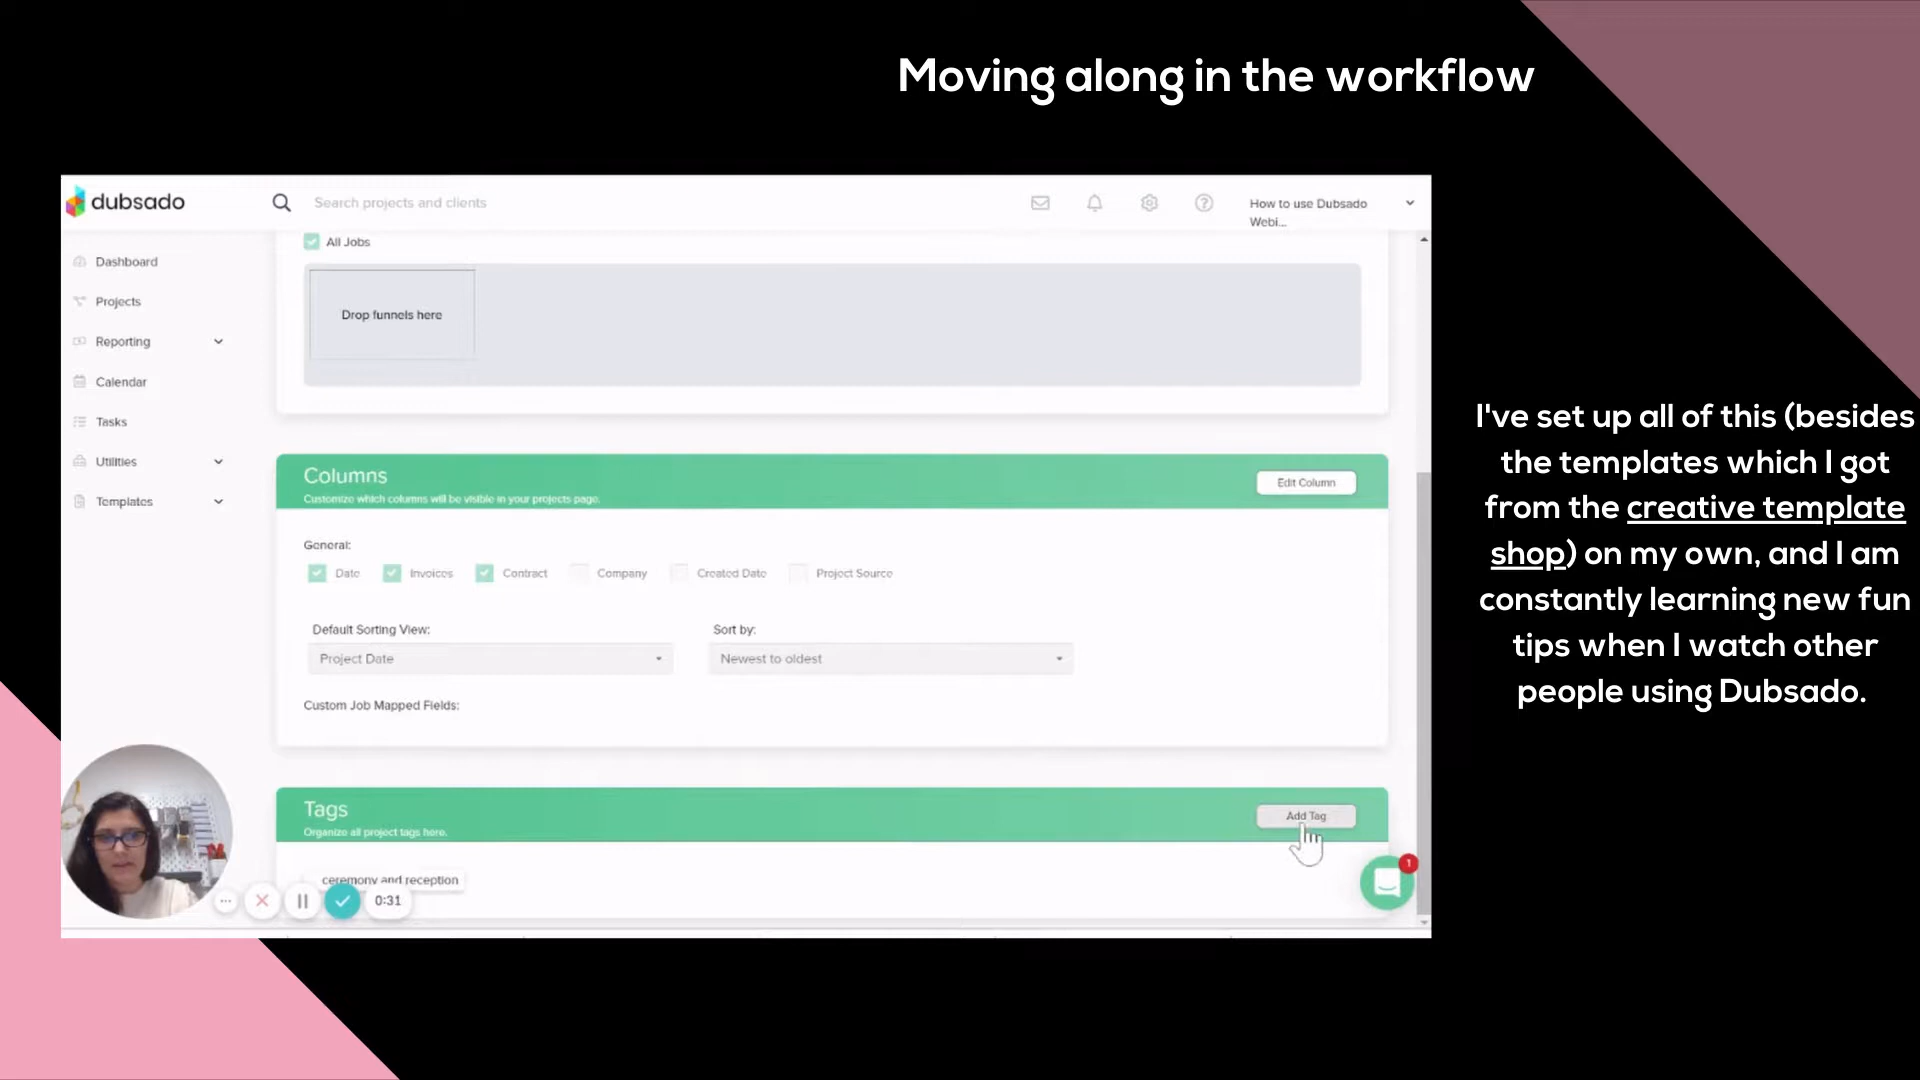 Moving along in the workflow
dubsado
Search projects and clients
How to use Dubsado
Webi...
Dashboard
Projects
Reporting
Calendar
Tasks
Utilities
Templates
All Jobs
Drop funnels here
Columns
Customize which columns will be visible in your projects page.
Edit Column
General:
Date Invoices Contract Company Created Date Project Source
Default Sorting View: Sort by:
Project Date Newest to oldest
Custom Job Mapped Fields:
Tags
Organize all project tags here.
Add Tag
1
ceremony and reception
0:31
I've set up all of this (besides
the templates which I got
from the creative template
shop) on my own, and I am
constantly learning new fun
tips when I watch other
people using Dubsado.